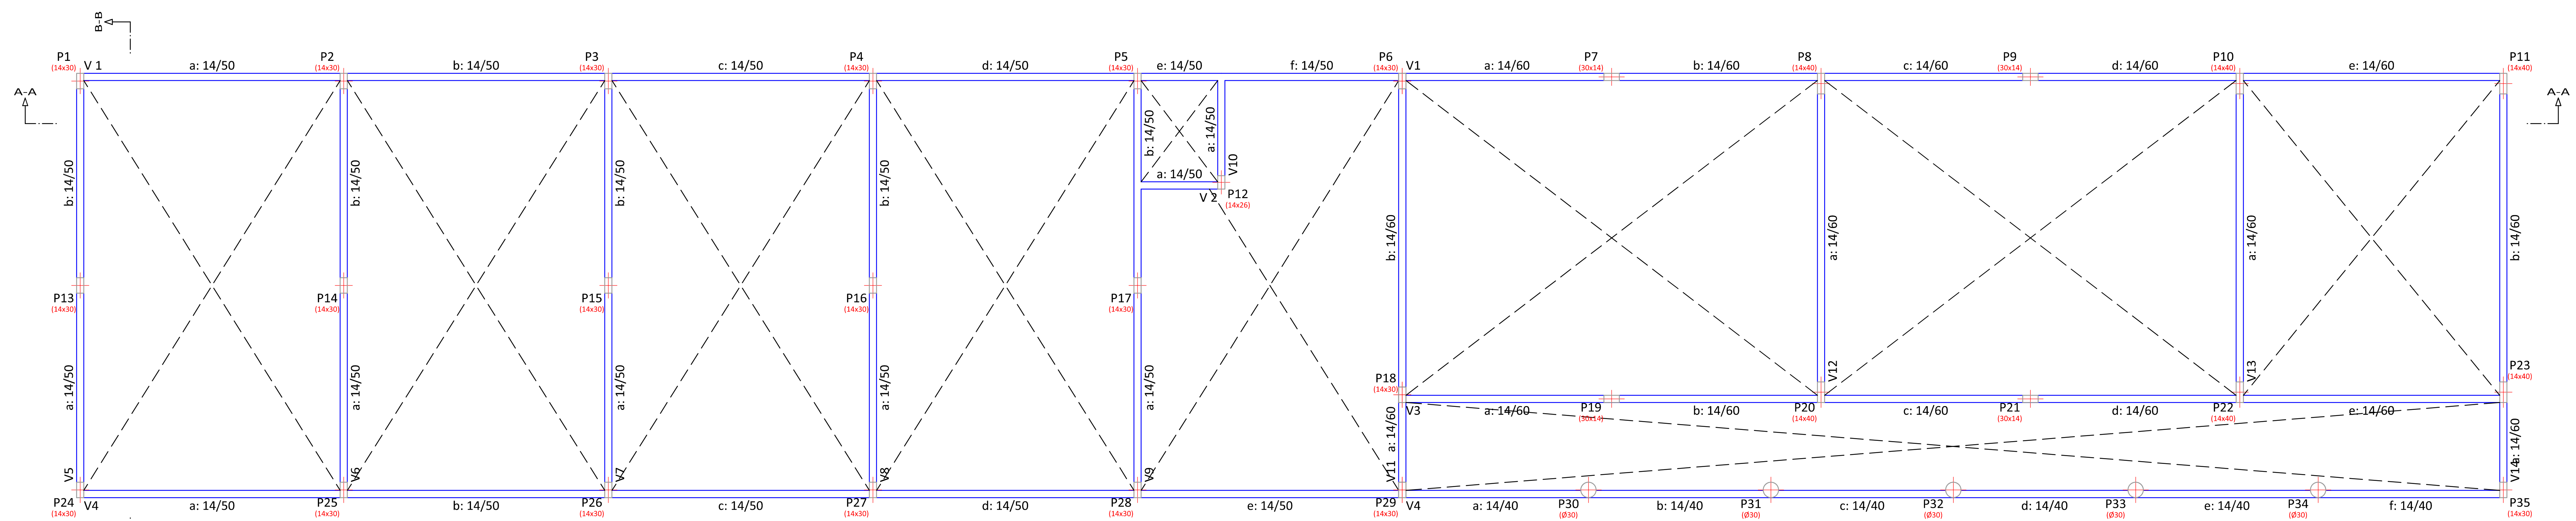 B-B
P1
(14x30)
V 1
a: 14/50
P2
(14x30)
b: 14/50
P3
(14x30)
c: 14/50
P4
(14x30)
d: 14/50
P5
(14x30)
e: 14/50
f: 14/50
P6
(14x30)
V1
a: 14/60
P7
(30x14)
b: 14/60
P8
(14x40)
c: 14/60
P9
(30x14)
d: 14/60
P10
(14x40)
e: 14/60
P11
(14x40)
A-A
A-A
b: 14/50
b: 14/50
b: 14/50
b: 14/50
b: 14/50
a: 14/50
V10
a: 14/50
V 2
P12
(14x26)
b: 14/60
a: 14/60
a: 14/60
b: 14/60
P13
(14x30)
P14
(14x30)
P15
(14x30)
P16
(14x30)
P17
(14x30)
P18
(14x30)
V12
V13
P23
(14x40)
V3
a: 14/60
P19
(30x14)
b: 14/60
P20
(14x40)
c: 14/60
P21
(30x14)
d: 14/60
P22
(14x40)
e: 14/60
a: 14/50
a: 14/50
a: 14/50
a: 14/50
a: 14/50
a: 14/60
a: 14/60
V5
V6
V7
V8
V9
V11
V14
P24
(14x30)
V4
a: 14/50
P25
(14x30)
b: 14/50
P26
(14x30)
c: 14/50
P27
(14x30)
d: 14/50
P28
(14x30)
e: 14/50
P29
(14x30)
V4
a: 14/40
P30
(Ø30)
b: 14/40
P31
(Ø30)
c: 14/40
P32
(Ø30)
d: 14/40
P33
(Ø30)
e: 14/40
P34
(Ø30)
f: 14/40
P35
(14x30)